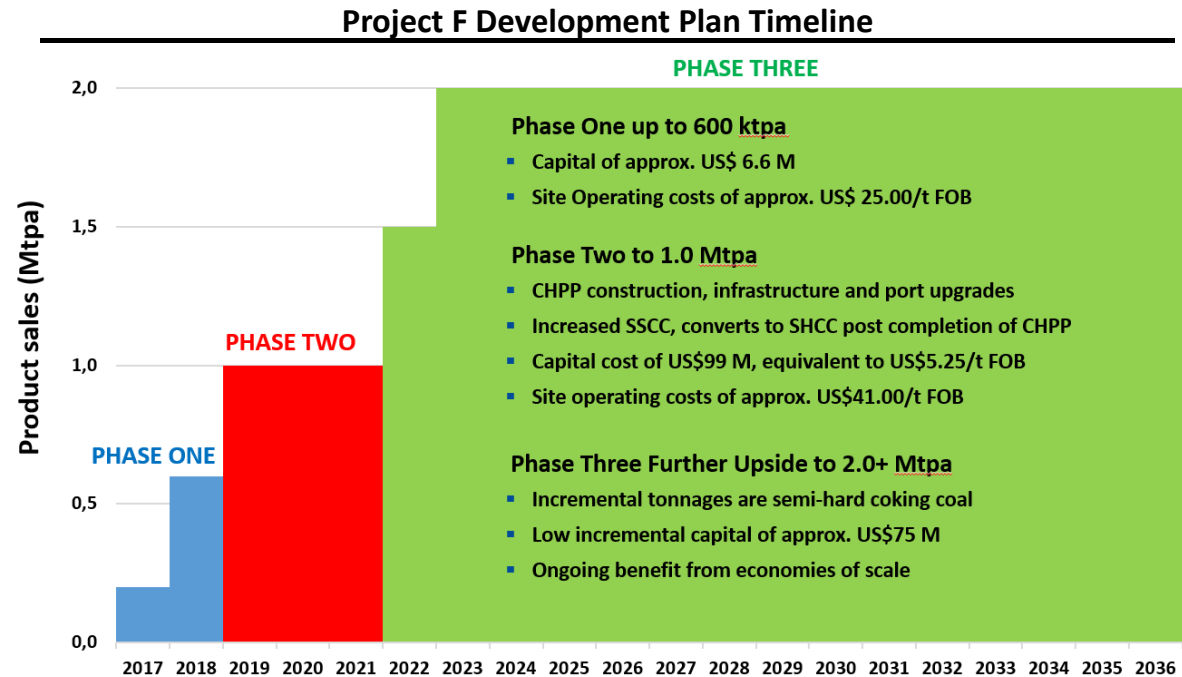 Project F Development Plan Timeline
PHASE THREE
2,0
Phase One up to 600 ktpa
▪ Capital of approx. US$ 6.6 M
▪ Site Operating costs of approx. US$ 25.00/t FOB
1,5
Phase Two to 1.0 Mtpa
▪ CHPP construction, infrastructure and port upgrades
▪ Increased SSCC, converts to SHCC post completion of CHPP
▪ Capital cost of US$99 M, equivalent to US$5.25/t FOB
▪ Site operating costs of approx. US$41.00/t FOB
PHASE TWO
1,0
Product sales (Mtpa)
PHASE ONE
Phase Three Further Upside to 2.0+ Mtpa
▪ Incremental tonnages are semi-hard coking coal
▪ Low incremental capital of approx. US$75 M
▪ Ongoing benefit from economies of scale
0,5
0,0
2017 2018 2019 2020 2021 2022 2023 2024 2025 2026 2027 2028 2029 2030 2031 2032 2033 2034 2035 2036